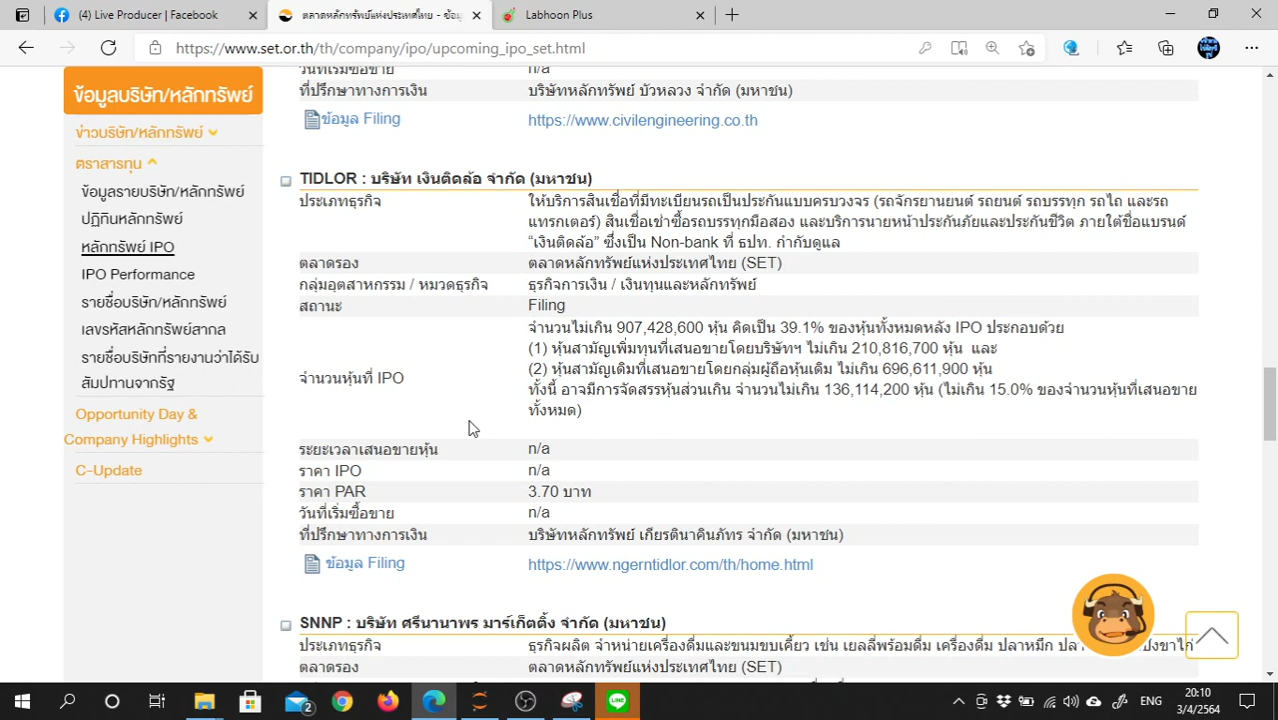 (4) Live Producer | Facebook
ตลาดหลักทรัพย์แห่งประเทศไทย - ข้อมู
Labhoon Plus
https://www.set.or.th/th/company/ipo/upcoming_ipo_set.html
ข้อมูลบริษัท/หลักทรัพย์
ข่าวบริษัท/หลักทรัพย์
ตราสารทุน
ข้อมูลรายบริษัท/หลักทรัพย์
ปฏิทินหลักทรัพย์
หลักทรัพย์ IPO
IPO Performance
รายชื่อบริษัท/หลักทรัพย์
เลขรหัสหลักทรัพย์สากล
รายชื่อบริษัทที่รายงานว่าได้รับ
สัมปทานจากรัฐ
Opportunity Day &
Company Highlights
C-Update
วันที่เริ่มซื้อขาย n/a
ที่ปรึกษาทางการเงิน บริษัทหลักทรัพย์ บัวหลวง จำกัด (มหาชน)
ข้อมูล Filing https://www.civilengineering.co.th
TIDLOR : บริษัท เงินติดล้อ จำกัด (มหาชน)
ประเภทธุรกิจ ให้บริการสินเชื่อที่มีทะเบียนรถเป็นประกันแบบครบวงจร (รถจักรยานยนต์ รถยนต์ รถบรรทุก รถไถ และรถ
แทรกเตอร์) สินเชื่อเช่าซื้อรถบรรทุกมือสอง และบริการนายหน้าประกันภัยและประกันชีวิต ภายใต้ชื่อแบรนด์
“เงินติดล้อ” ซึ่งเป็น Non-bank ที่ ธปท. กำกับดูแล
ตลาดรอง ตลาดหลักทรัพย์แห่งประเทศไทย (SET)
กลุ่มอุตสาหกรรม / หมวดธุรกิจ ธุรกิจการเงิน / เงินทุนและหลักทรัพย์
สถานะ Filing
จำนวนหุ้นที่ IPO จำนวนไม่เกิน 907,428,600 หุ้น คิดเป็น 39.1% ของหุ้นทั้งหมดหลัง IPO ประกอบด้วย
(1) หุ้นสามัญเพิ่มทุนที่เสนอขายโดยบริษัทฯ ไม่เกิน 210,816,700 หุ้น และ
(2) หุ้นสามัญเดิมที่เสนอขายโดยกลุ่มผู้ถือหุ้นเดิม ไม่เกิน 696,611,900 หุ้น
ทั้งนี้ อาจมีการจัดสรรหุ้นส่วนเกิน จำนวนไม่เกิน 136,114,200 หุ้น (ไม่เกิน 15.0% ของจำนวนหุ้นที่เสนอขาย
ทั้งหมด)
ระยะเวลาเสนอขายหุ้น n/a
ราคา IPO n/a
ราคา PAR 3.70 บาท
วันที่เริ่มซื้อขาย n/a
ที่ปรึกษาทางการเงิน บริษัทหลักทรัพย์ เกียรตินาคินภัทร จำกัด (มหาชน)
ข้อมูล Filing https://www.ngerntidlor.com/th/home.html
SNNP : บริษัท ศรีนานาพร มาร์เก็ตติ้ง จำกัด (มหาชน)
ประเภทธุรกิจ ธุรกิจผลิต จำหน่ายเครื่องดื่มและขนมขบเคี้ยว เช่น เยลลี่พร้อมดื่ม เครื่องดื่ม ปลาหมึก
ตลาดรอง ตลาดหลักทรัพย์แห่งประเทศไทย (SET)
2
LINE
ENG
20:10
3/4/2564